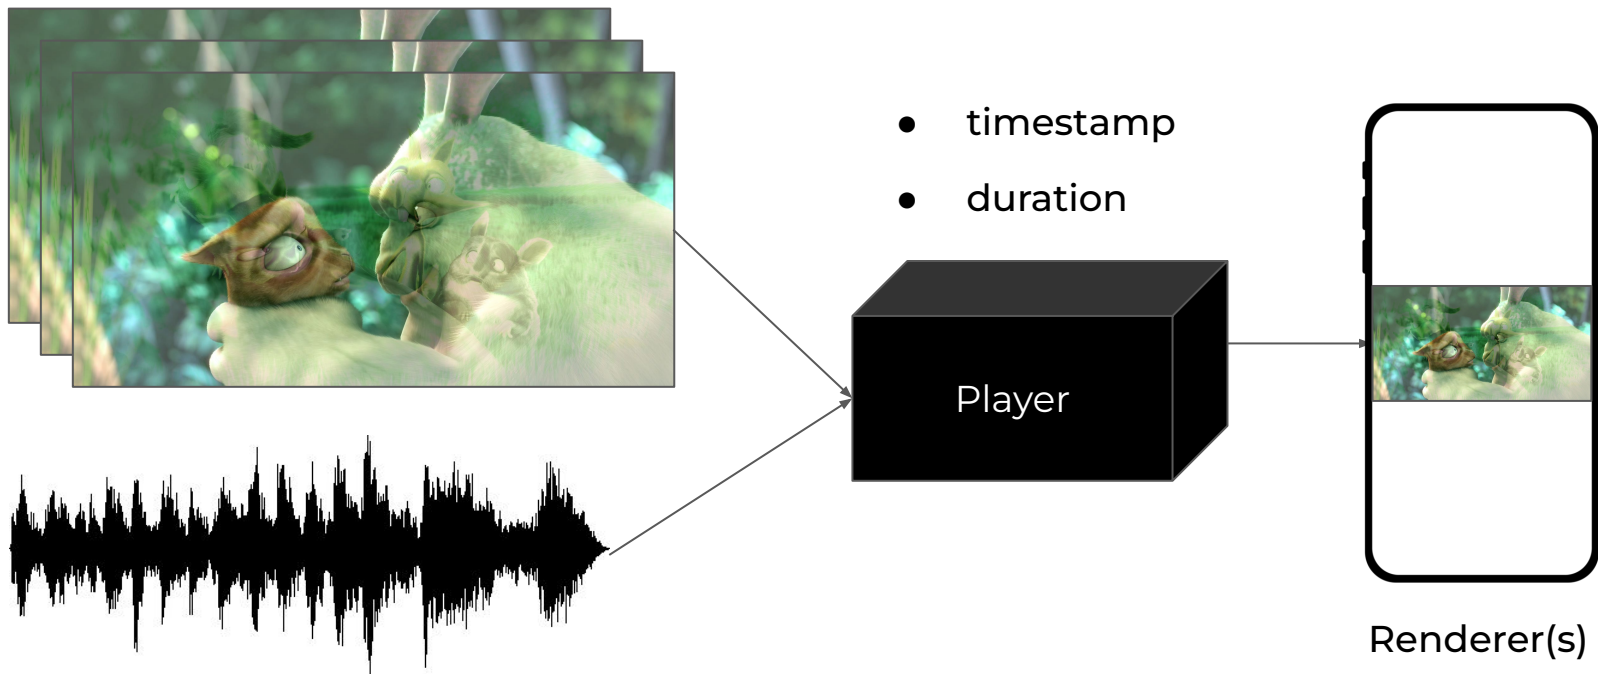 ● timestamp
● duration
Player
Renderer(s)